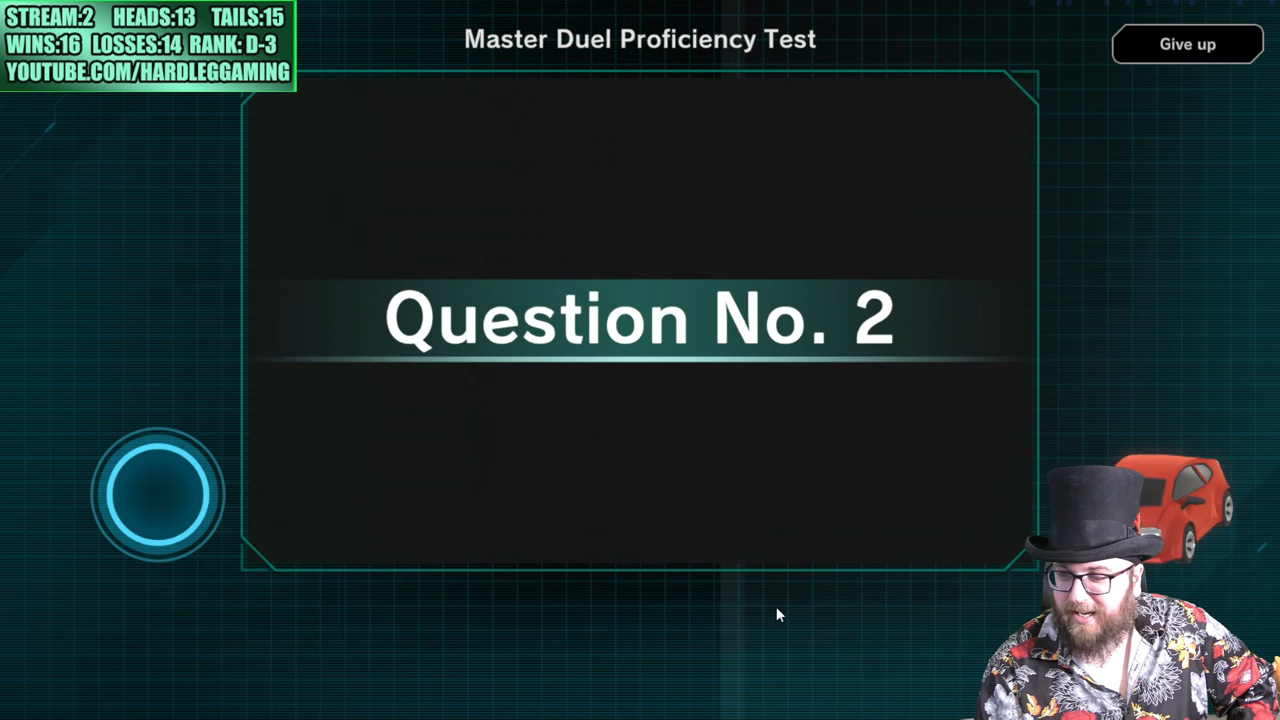 STREAM:2 HEADS:13 TAILS:15
WINS:16 LOSSES:14 RANK: D-3
YOUTUBE.COM/HARDLEGGAMING
Master Duel Proficiency Test
Give up
Question No. 2